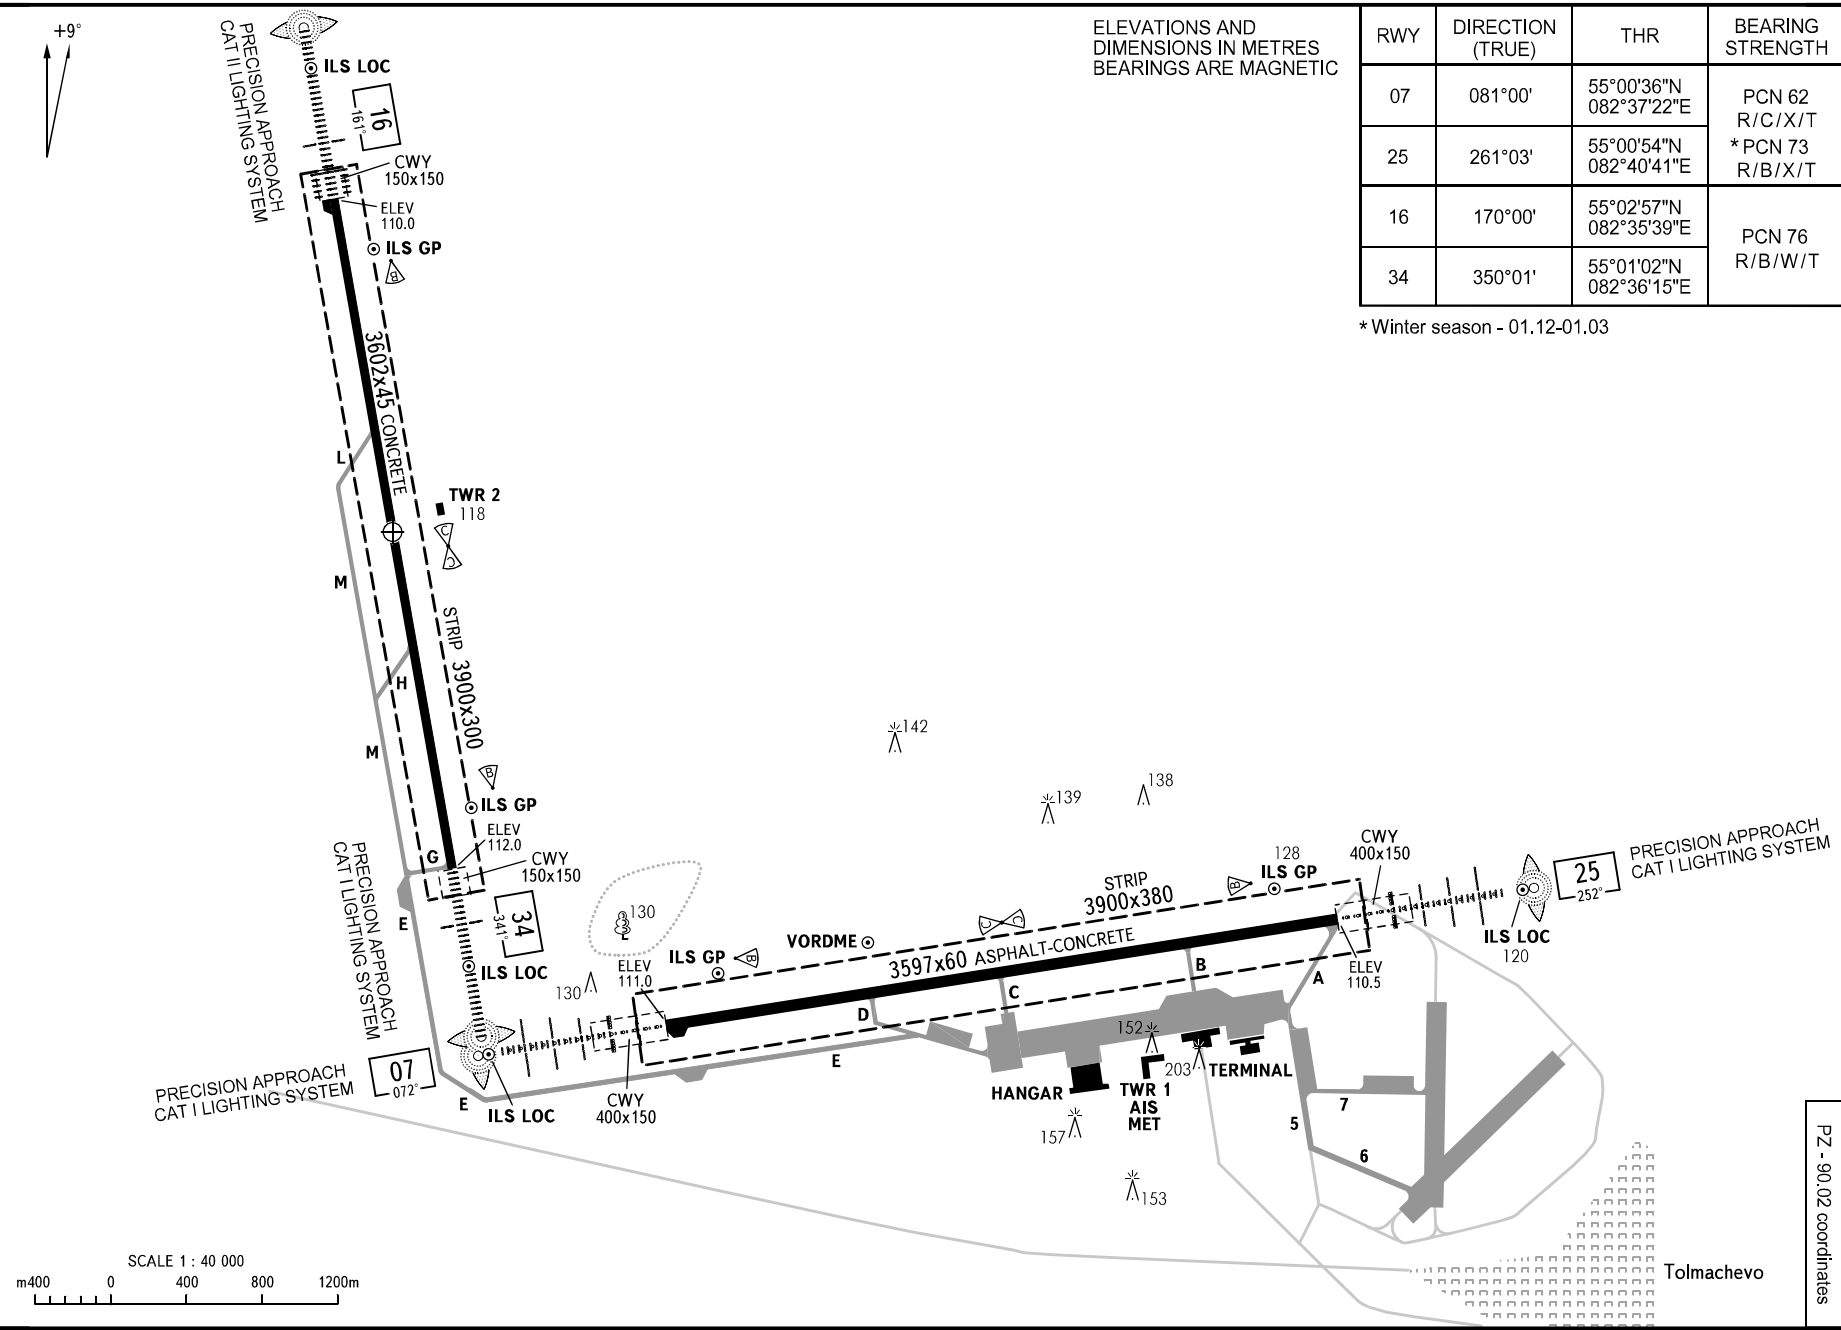 +9°
PRECISION APPROACH
CAT II LIGHTING SYSTEM
ILS LOC
16
161°
CWY
150x150
ELEV
110.0
ILS GP
B
3602x45 CONCRETE
L
TWR 2
118
C
C
M
STRIP 3900x300
H
M
B
ILS GP
ELEV
112.0
G
CWY
150x150
PRECISION APPROACH
CAT I LIGHTING SYSTEM
E
34
341°
ILS LOC
ELEVATIONS AND
DIMENSIONS IN METRES
BEARINGS ARE MAGNETIC
RWY
DIRECTION
(TRUE)
THR
BEARING
STRENGTH
07
081°00'
55°00'36"N
082°37'22"E
PCN 62
R/C/X/T
25
261°03'
55°00'54"N
082°40'41"E
* PCN 73
R/B/X/T
16
170°00'
55°02'57"N
082°35'39"E
PCN 76
R/B/W/T
34
350°01'
55°01'02"N
082°36'15"E
* Winter season - 01.12-01.03
142
139
138
130
130
ELEV
111.0
ILS GP
B
VORDME
3597x60 ASPHALT-CONCRETE
C
C
STRIP
3900x380
B
128
ILS GP
CWY
400x150
25
252°
PRECISION APPROACH
CAT I LIGHTING SYSTEM
ILS LOC
120
ELEV
110.5
A
B
C
D
E
E
PRECISION APPROACH
CAT I LIGHTING SYSTEM
07
072°
ILS LOC
CWY
400x150
HANGAR
152
TWR 1
AIS
MET
203
TERMINAL
157
153
5
7
6
Tolmachevo
SCALE 1 : 40 000
m400 0 400 800 1200m
PZ - 90.02 coordinates